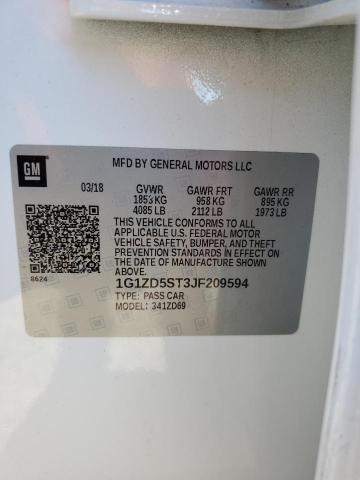 GM
MFD BY GENERAL MOTORS LLC
03/18 GVWR GAWR FRT GAWR RR
1853 KG 958 KG 895 KG
4085 LB 2112 LB 1973 LB
THIS VEHICLE CONFORMS TO ALL
APPLICABLE U.S. FEDERAL MOTOR
VEHICLE SAFETY, BUMPER, AND THEFT
PREVENTION STANDARDS IN EFFECT ON
THE DATE OF MANUFACTURE SHOWN
ABOVE.
8624
1G1ZD5ST3JF209594
TYPE: PASS CAR
MODEL: 341ZD69